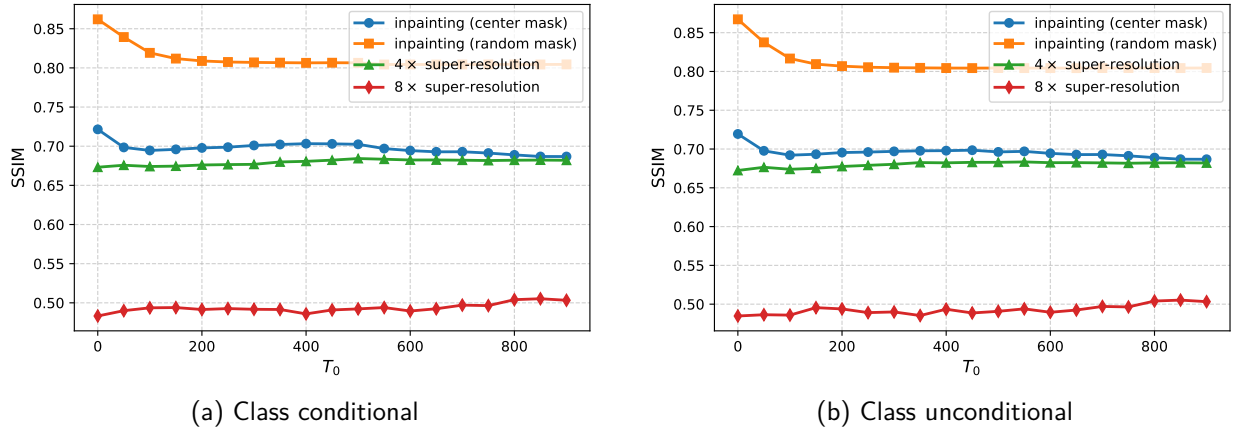 0.85
0.80
0.75
0.70
0.65
0.60
0.55
0.50
SSIM
inpainting (center mask)
inpainting (random mask)
4× super-resolution
8× super-resolution
0 200 400 600 800
T₀
(a) Class conditional
0.85
0.80
0.75
0.70
0.65
0.60
0.55
0.50
SSIM
inpainting (center mask)
inpainting (random mask)
4× super-resolution
8× super-resolution
0 200 400 600 800
T₀
(b) Class unconditional